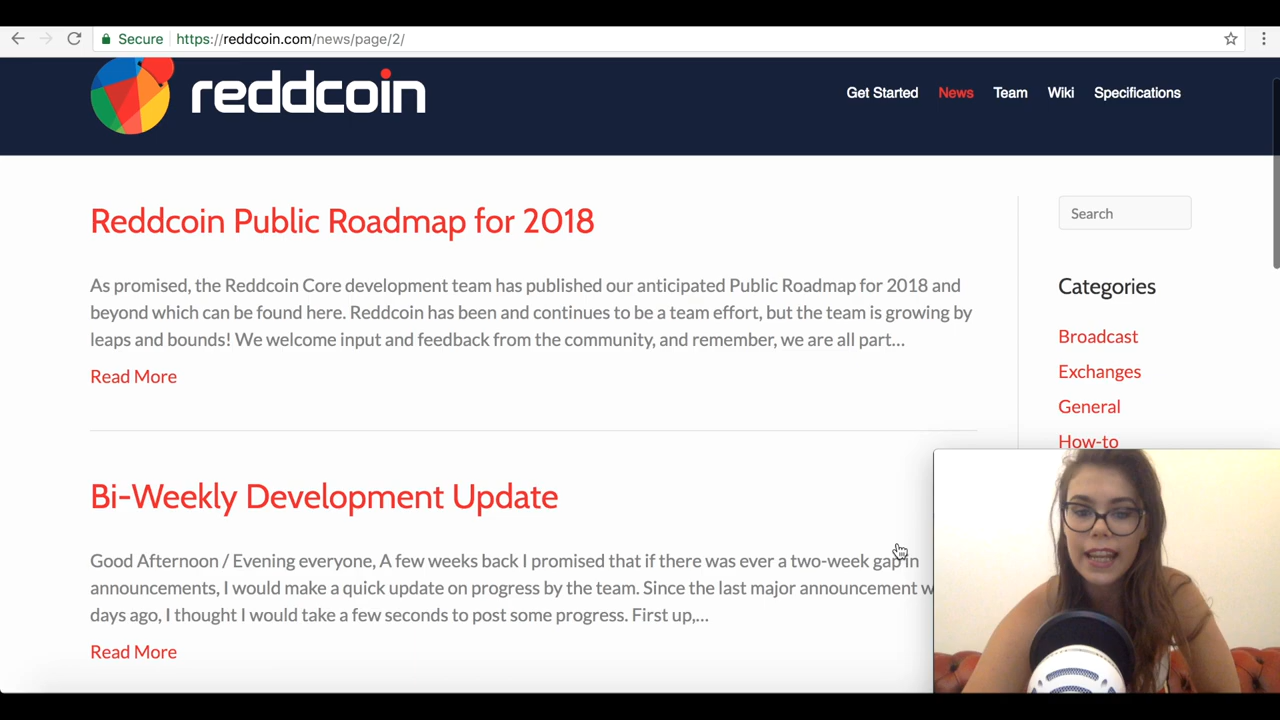 Secure https://reddcoin.com/news/page/2/
reddcoin
Get Started News Team Wiki Specifications
Reddcoin Public Roadmap for 2018
As promised, the Reddcoin Core development team has published our anticipated Public Roadmap for 2018 and
beyond which can be found here. Reddcoin has been and continues to be a team effort, but the team is growing by
leaps and bounds! We welcome input and feedback from the community, and remember, we are all part...
Read More
Search
Categories
Broadcast
Exchanges
General
How-to
Bi-Weekly Development Update
Good Afternoon / Evening everyone, A few weeks back I promised that if there was ever a two-week gap in
announcements, I would make a quick update on progress by the team. Since the last major announcement
days ago, I thought I would take a few seconds to post some progress. First up,...
Read More